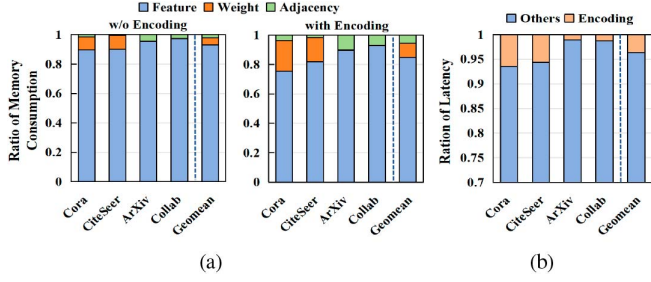 Feature Weight Adjacency
w/o Encoding
Ratio of Memory
Consumption
1
0.8
0.6
0.4
0.2
0
Cora
CiteSeer
ArXiv
Collab
Geomean
with Encoding
1
0.8
0.6
0.4
0.2
0
Cora
CiteSeer
ArXiv
Collab
Geomean
(a)
Others Encoding
Ration of Latency
1
0.95
0.9
0.85
0.8
0.75
0.7
Cora
CiteSeer
ArXiv
Collab
Geomean
(b)